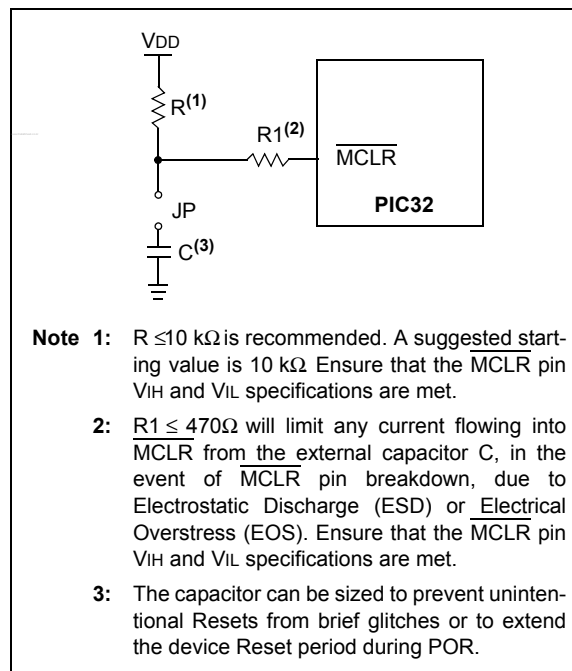 VDD
R(1)
R1(2)
MCLR
JP
PIC32
C(3)
Note 1: R ≤10 kΩ is recommended. A suggested start-
ing value is 10 kΩ. Ensure that the MCLR pin
VIH and VIL specifications are met.
2: R1 ≤ 470Ω will limit any current flowing into
MCLR from the external capacitor C, in the
event of MCLR pin breakdown, due to
Electrostatic Discharge (ESD) or Electrical
Overstress (EOS). Ensure that the MCLR pin
VIH and VIL specifications are met.
3: The capacitor can be sized to prevent uninten-
tional Resets from brief glitches or to extend
the device Reset period during POR.